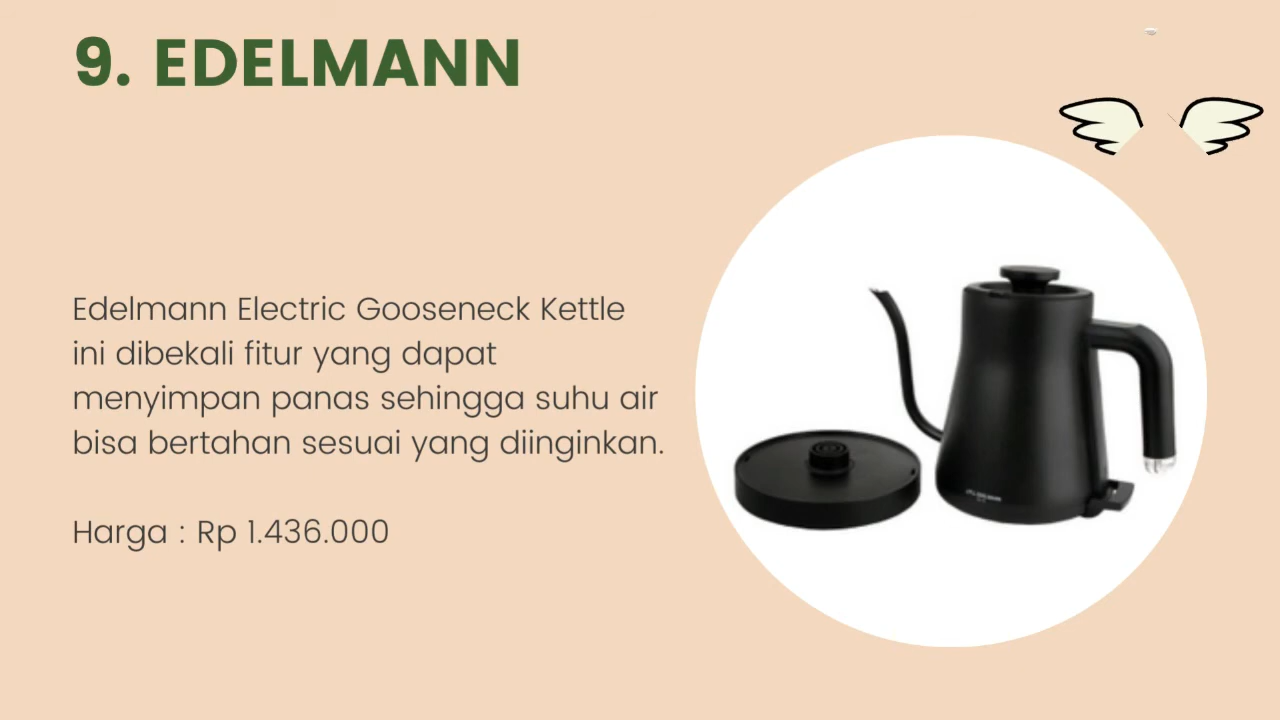 9. EDELMANN
Edelmann Electric Gooseneck Kettle
ini dibekali fitur yang dapat
menyimpan panas sehingga suhu air
bisa bertahan sesuai yang diinginkan.
Harga : Rp 1.436.000